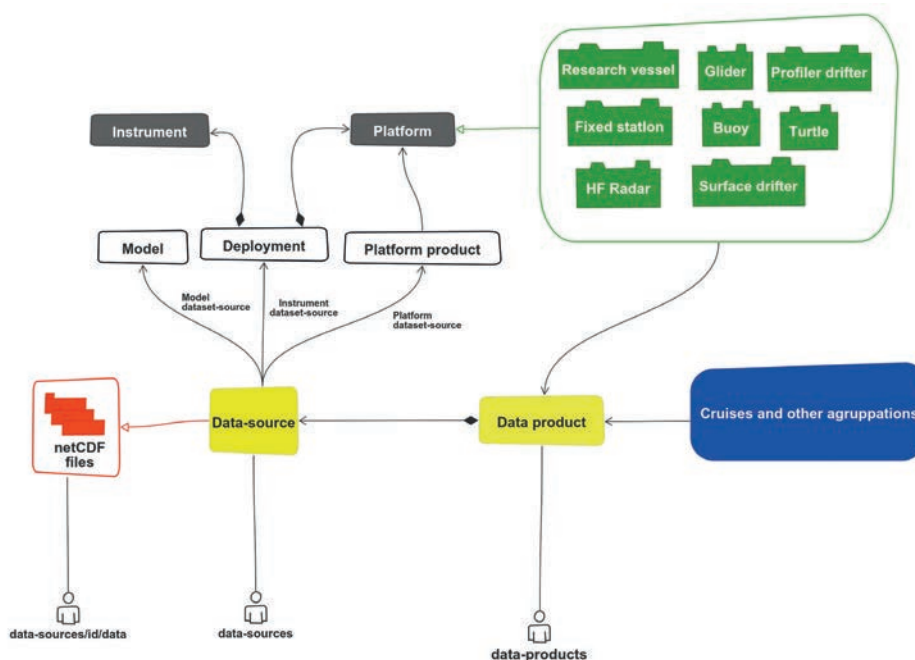 Research vessel
Glider
Profiler drifter
Instrument
Platform
Fixed station
Buoy
Turtle
HF Radar
Surface drifter
Model
Deployment
Platform product
Model
dataset-source
Instrument
dataset-source
Platform
dataset-source
netCDF
files
Data-source
Data product
Cruises and other agruppations
data-sources/id/data
data-sources
data-products